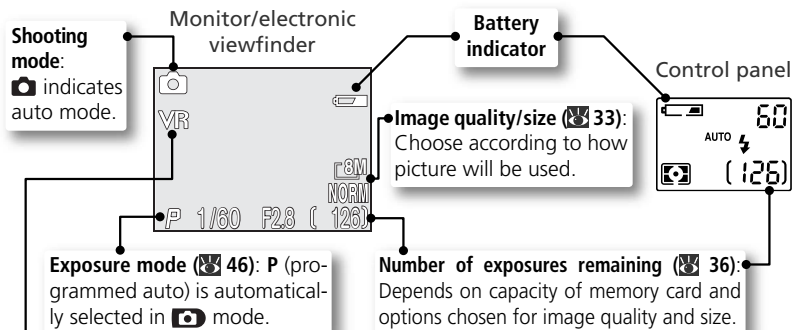 Shooting
mode:
indicates
auto mode.
Monitor/electronic
viewfinder
Battery
indicator
Control panel
VR
8M
NORM
P 1/60 F2.8 ( 126)
Image quality/size ( 33):
Choose according to how
picture will be used.
60
AUTO
(126)
Exposure mode ( 46): P (pro-
grammed auto) is automatical-
ly selected in mode.
Number of exposures remaining ( 36):
Depends on capacity of memory card and
options chosen for image quality and size.